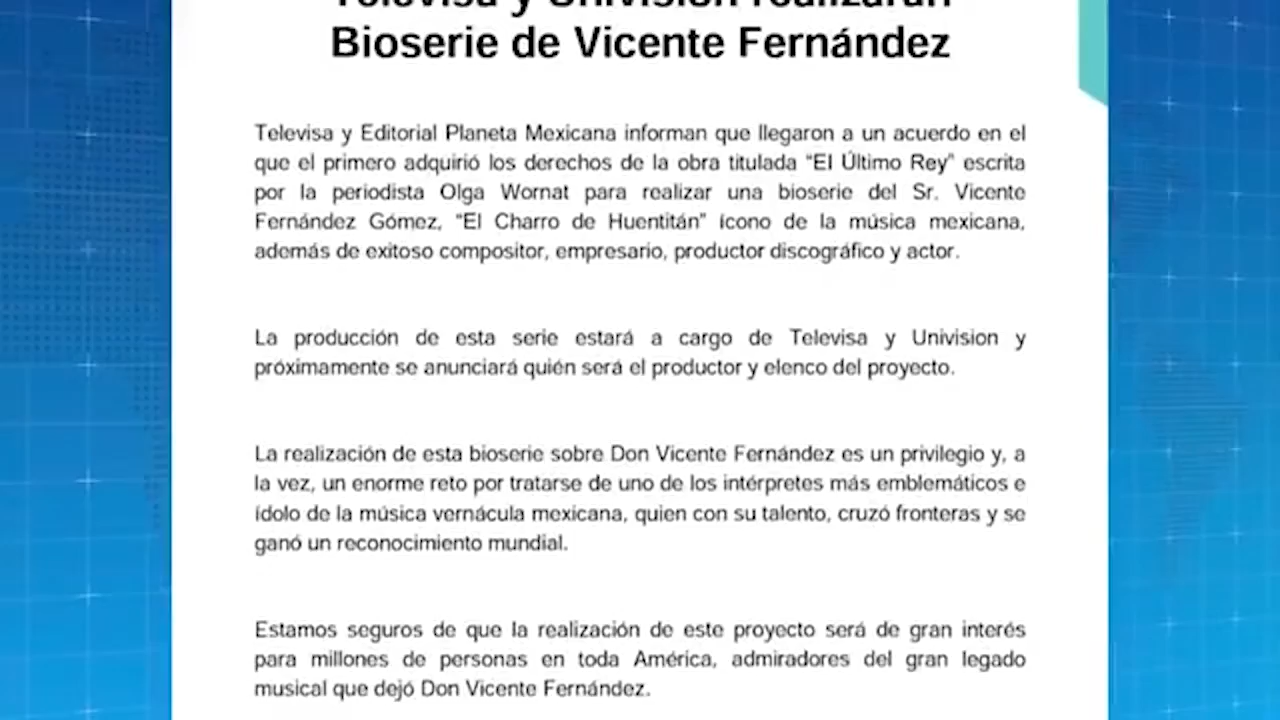 Televisa y Univision realizarán
Bioserie de Vicente Fernández
Televisa y Editorial Planeta Mexicana informan que llegaron a un acuerdo en el
que el primero adquirió los derechos de la obra titulada “El Último Rey” escrita
por la periodista Olga Wornat para realizar una bioserie del Sr. Vicente
Fernández Gómez, “El Charro de Huentitán” ícono de la música mexicana,
además de exitoso compositor, empresario, productor discográfico y actor.
La producción de esta serie estará a cargo de Televisa y Univision y
próximamente se anunciará quién será el productor y elenco del proyecto.
La realización de esta bioserie sobre Don Vicente Fernández es un privilegio y, a
la vez, un enorme reto por tratarse de uno de los intérpretes más emblemáticos e
ídolo de la música vernácula mexicana, quien con su talento, cruzó fronteras y se
ganó un reconocimiento mundial.
Estamos seguros de que la realización de este proyecto será de gran interés
para millones de personas en toda América, admiradores del gran legado
musical que dejó Don Vicente Fernández.